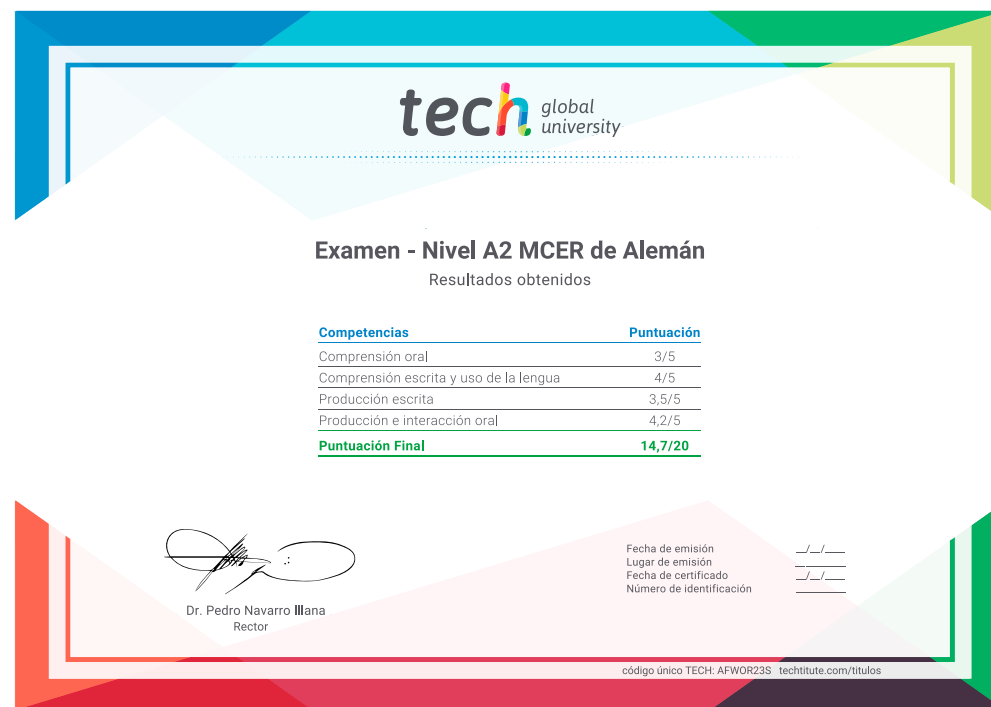 tech global university
Examen - Nivel A2 MCER de Alemán
Resultados obtenidos
Competencias Puntuación
Comprensión oral 3/5
Comprensión escrita y uso de la lengua 4/5
Producción escrita 3,5/5
Producción e interacción oral 4,2/5
Puntuación Final 14,7/20
Fecha de emisión __/__/____
Lugar de emisión ________
Fecha de certificado __/__/____
Número de identificación ________
Dr. Pedro Navarro Illana
Rector
código único TECH: AFWOR23S techtitute.com/titulos